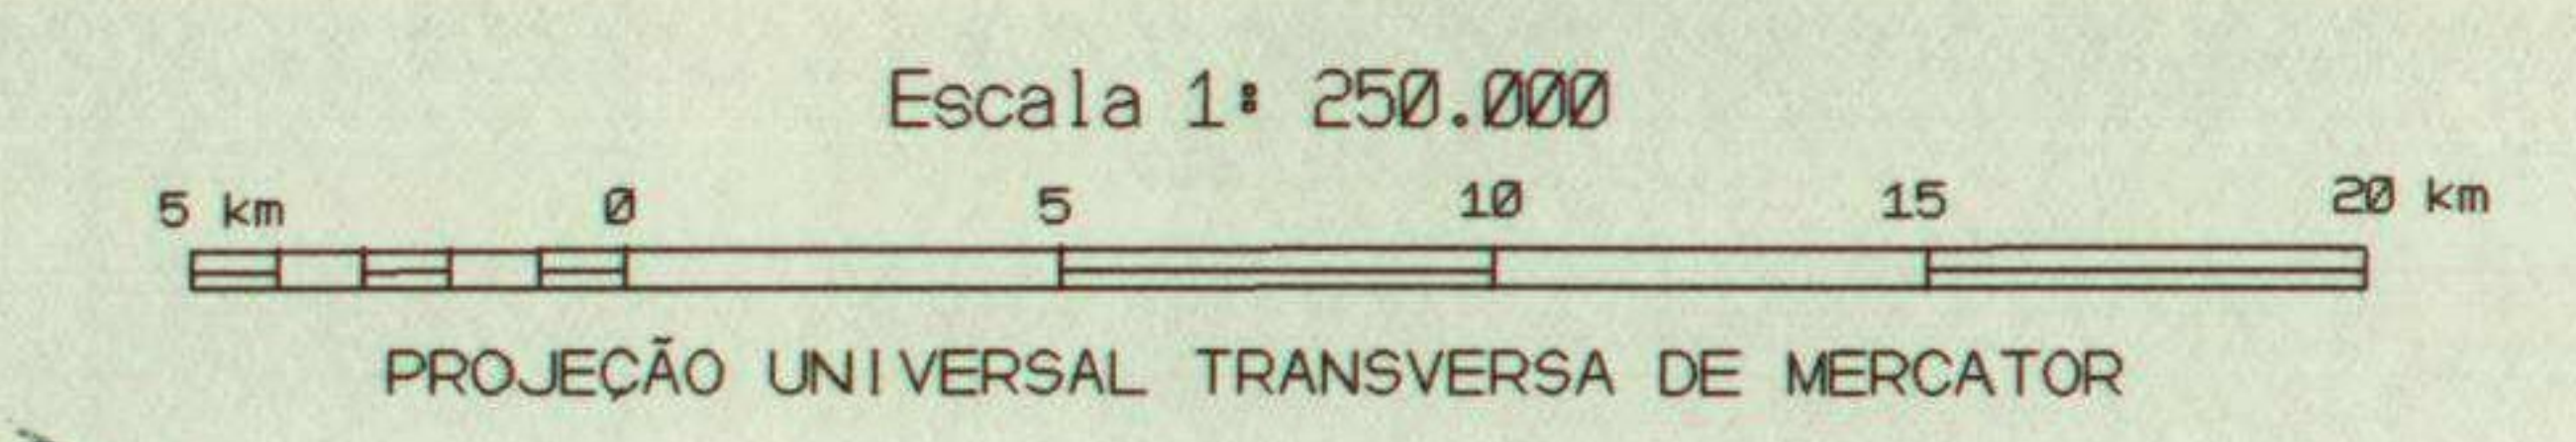 Escala 1: 250.000
5 km 0 5 10 15 20 km
PROJEÇÃO UNIVERSAL TRANSVERSA DE MERCATOR